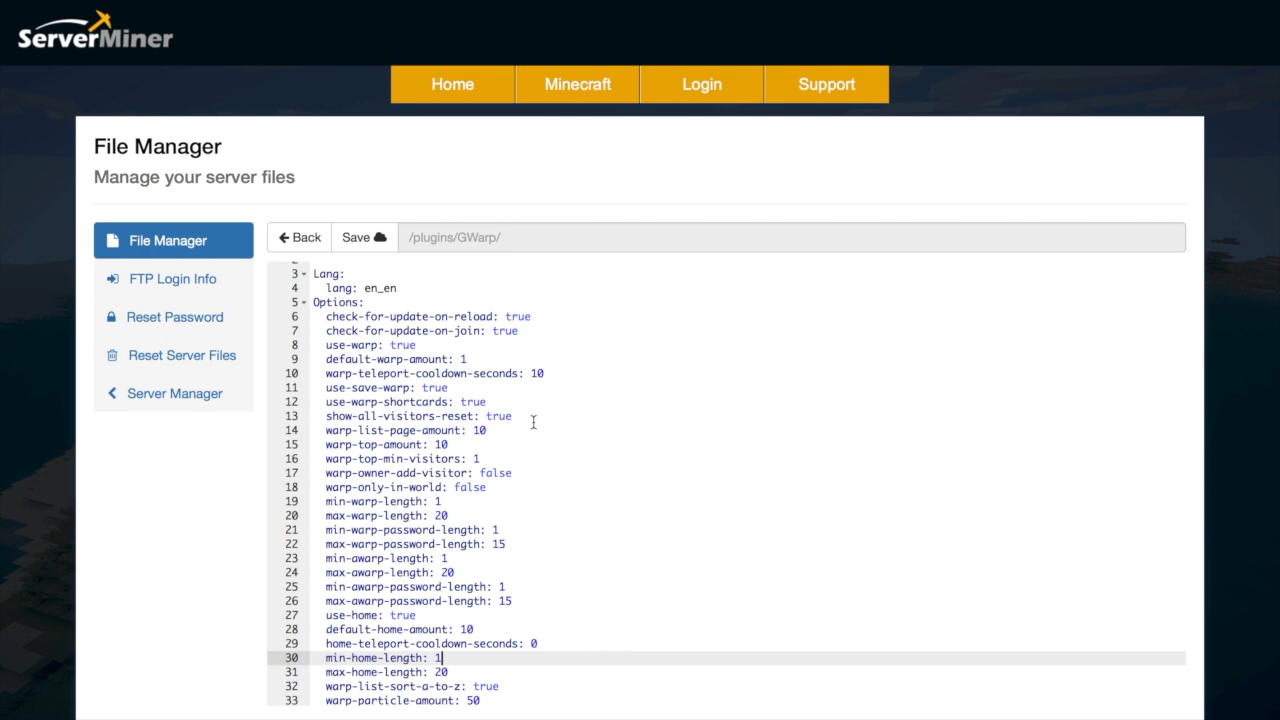 ServerMiner
Home
Minecraft
Login
Support
File Manager
Manage your server files
File Manager
FTP Login Info
Reset Password
Reset Server Files
Server Manager
Back
Save
/plugins/GWarp/
3 Lang:
4 lang: en_en
5 Options:
6 check-for-update-on-reload: true
7 check-for-update-on-join: true
8 use-warp: true
9 default-warp-amount: 1
10 warp-teleport-cooldown-seconds: 10
11 use-save-warp: true
12 use-warp-shortcards: true
13 show-all-visitors-reset: true
14 warp-list-page-amount: 10
15 warp-top-amount: 10
16 warp-top-min-visitors: 1
17 warp-owner-add-visitor: false
18 warp-only-in-world: false
19 min-warp-length: 1
20 max-warp-length: 20
21 min-warp-password-length: 1
22 max-warp-password-length: 15
23 min-awarp-length: 1
24 max-awarp-length: 20
25 min-awarp-password-length: 1
26 max-awarp-password-length: 15
27 use-home: true
28 default-home-amount: 10
29 home-teleport-cooldown-seconds: 0
30 min-home-length: 1
31 max-home-length: 20
32 warp-list-sort-a-to-z: true
33 warp-particle-amount: 50